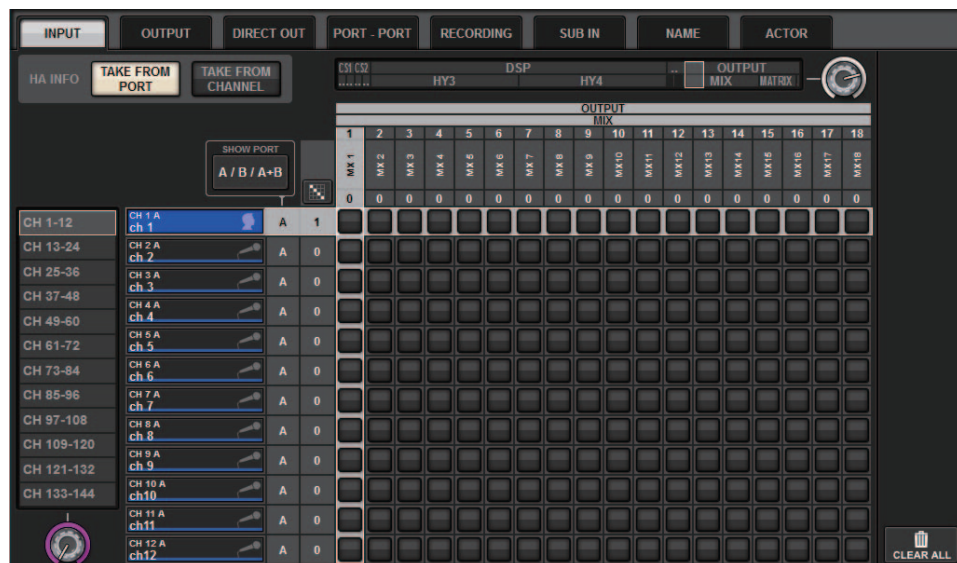 INPUT OUTPUT DIRECT OUT PORT - PORT RECORDING SUB IN NAME ACTOR
HA INFO
TAKE FROM PORT
TAKE FROM CHANNEL
CS1 CS2 DSP .. OUTPUT
HY3 HY4 MIX MATRIX
OUTPUT
MIX
1 2 3 4 5 6 7 8 9 10 11 12 13 14 15 16 17 18
SHOW PORT
A / B / A+B
MX 1 MX 2 MX 3 MX 4 MX 5 MX 6 MX 7 MX 8 MX 9 MX10 MX11 MX12 MX13 MX14 MX15 MX16 MX17 MX18
0 0 0 0 0 0 0 0 0 0 0 0 0 0 0 0 0 0
CH 1-12
CH 13-24
CH 25-36
CH 37-48
CH 49-60
CH 61-72
CH 73-84
CH 85-96
CH 97-108
CH 109-120
CH 121-132
CH 133-144
CH 1 A
ch 1 A 1
CH 2 A
ch 2 A 0
CH 3 A
ch 3 A 0
CH 4 A
ch 4 A 0
CH 5 A
ch 5 A 0
CH 6 A
ch 6 A 0
CH 7 A
ch 7 A 0
CH 8 A
ch 8 A 0
CH 9 A
ch 9 A 0
CH 10 A
ch10 A 0
CH 11 A
ch11 A 0
CH 12 A
ch12 A 0
CLEAR ALL